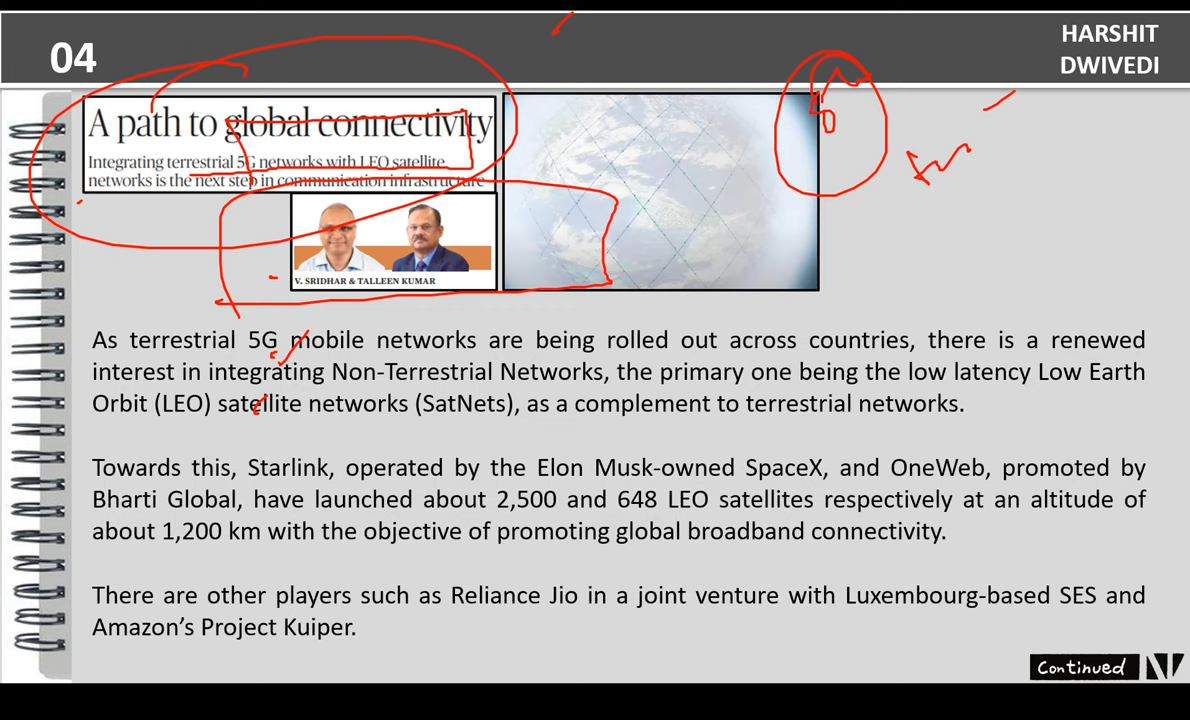 04
HARSHIT
DWIVEDI
A path to global connectivity
Integrating terrestrial 5G networks with LEO satellite
networks is the next step in communication infrastructure
V. SRIDHAR & TALLEEN KUMAR
As terrestrial 5G mobile networks are being rolled out across countries, there is a renewed
interest in integrating Non-Terrestrial Networks, the primary one being the low latency Low Earth
Orbit (LEO) satellite networks (SatNets), as a complement to terrestrial networks.
Towards this, Starlink, operated by the Elon Musk-owned SpaceX, and OneWeb, promoted by
Bharti Global, have launched about 2,500 and 648 LEO satellites respectively at an altitude of
about 1,200 km with the objective of promoting global broadband connectivity.
There are other players such as Reliance Jio in a joint venture with Luxembourg-based SES and
Amazon's Project Kuiper.
Continued